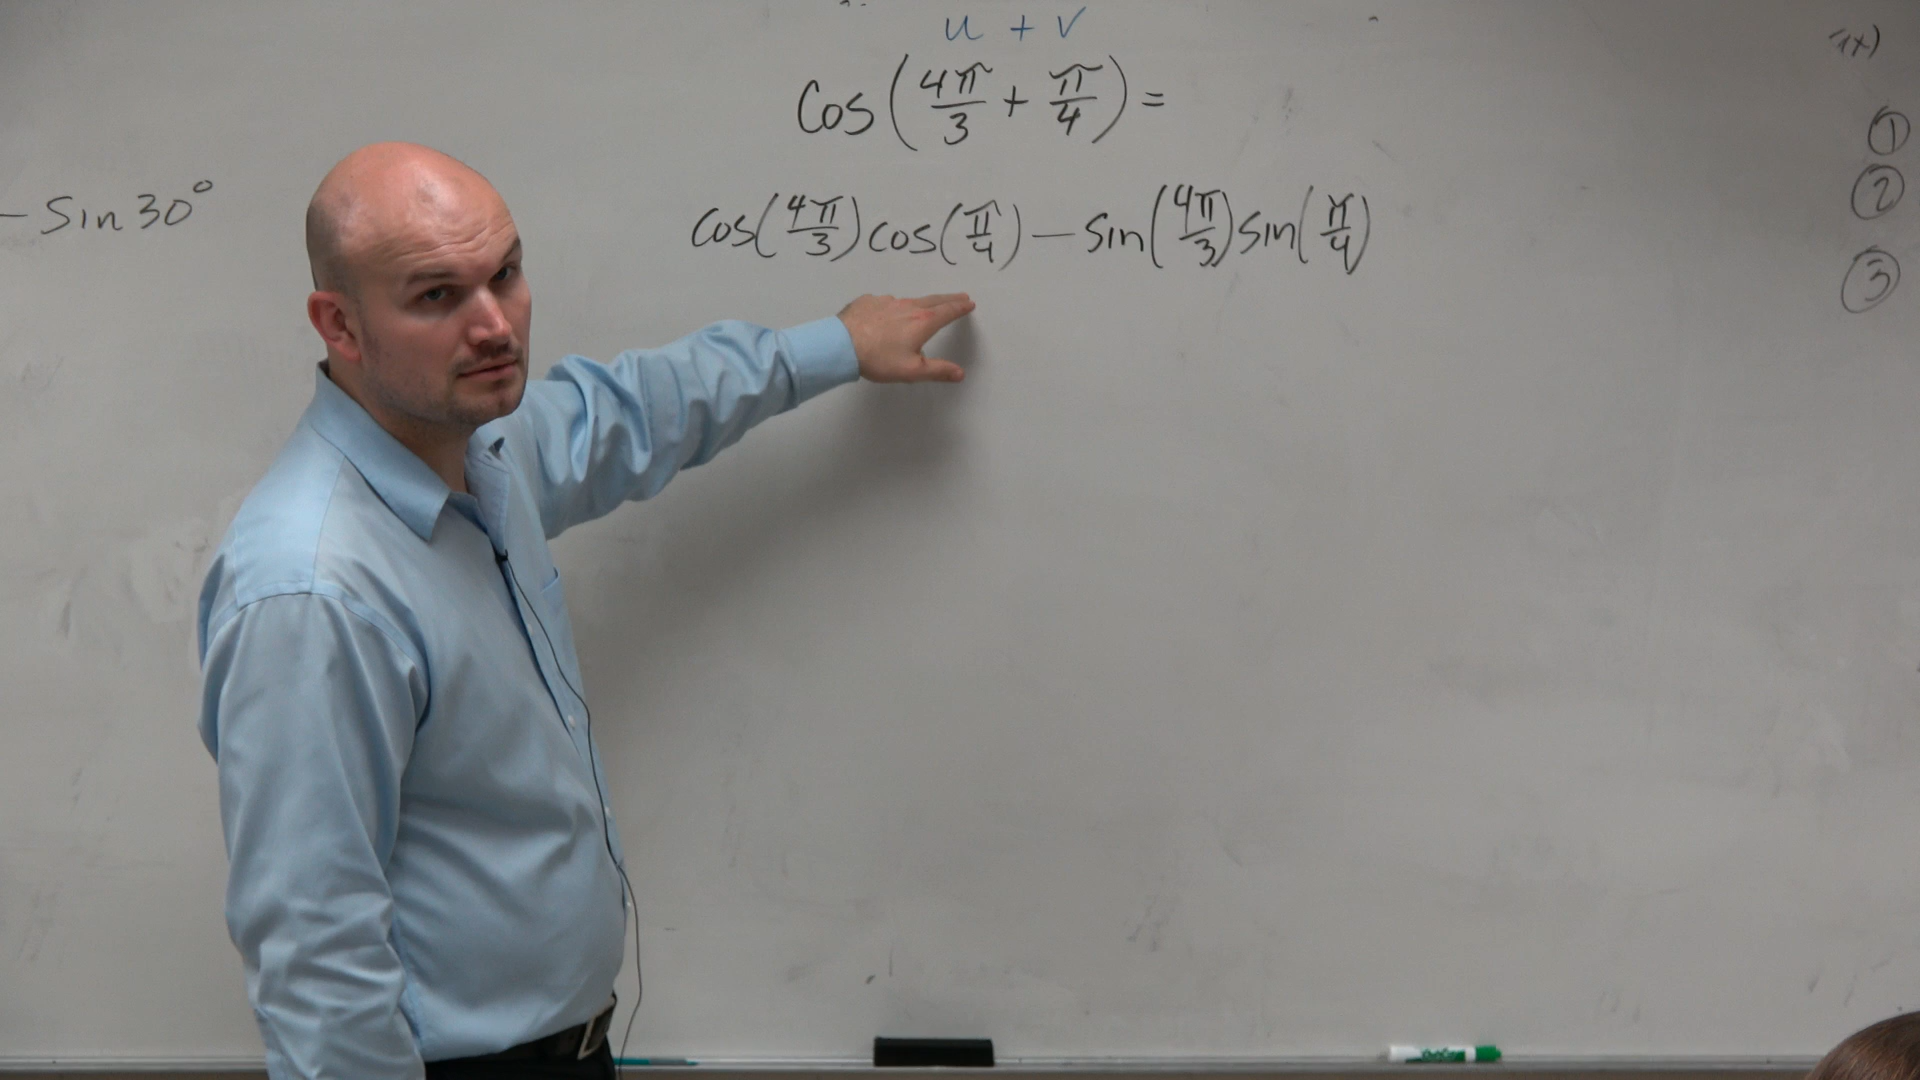 u + v
cos(4π/3 + π/4) =
- Sin 30°
cos(4π/3)cos(π/4) - sin(4π/3)sin(π/4)
①
②
③